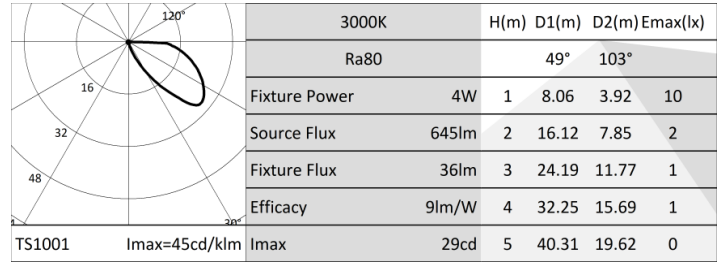 120°
16
32
48
30°
TS1001 Imax=45cd/klm
3000K H(m) D1(m) D2(m) Emax(lx)
Ra80 49° 103°
Fixture Power 4W 1 8.06 3.92 10
Source Flux 645lm 2 16.12 7.85 2
Fixture Flux 36lm 3 24.19 11.77 1
Efficacy 9lm/W 4 32.25 15.69 1
Imax 29cd 5 40.31 19.62 0